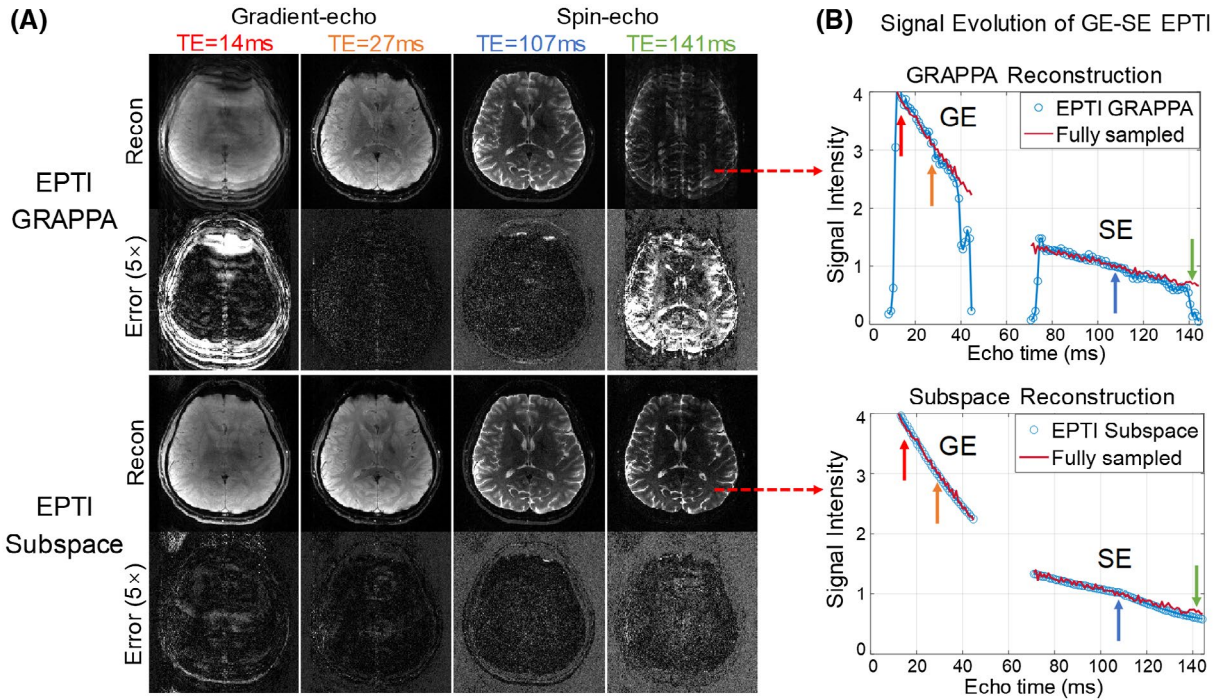 (A)
Gradient-echo
Spin-echo
TE=14ms
TE=27ms
TE=107ms
TE=141ms
EPTI
GRAPPA
Recon
Error (5×)
EPTI
Subspace
Recon
Error (5×)
(B)
Signal Evolution of GE-SE EPTI
GRAPPA Reconstruction
EPTI GRAPPA
Fully sampled
GE
SE
Signal Intensity
4
3
2
1
0
0 20 40 60 80 100 120 140
Echo time (ms)
Subspace Reconstruction
EPTI Subspace
Fully sampled
GE
SE
Signal Intensity
4
3
2
1
4
0 20 40 60 80 100 120 140
Echo time (ms)